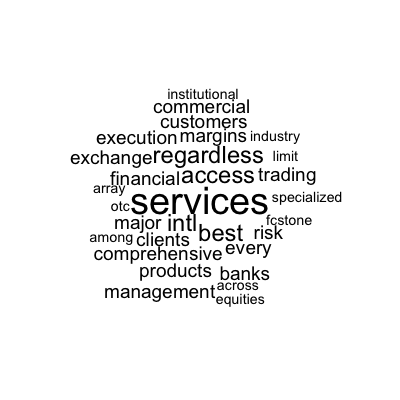 institutional
commercial
customers
execution margins industry
exchange regardless limit
financial access trading
array
otc services specialized
major intl fcstone
among clients best risk
comprehensive every
products banks
management across
equities